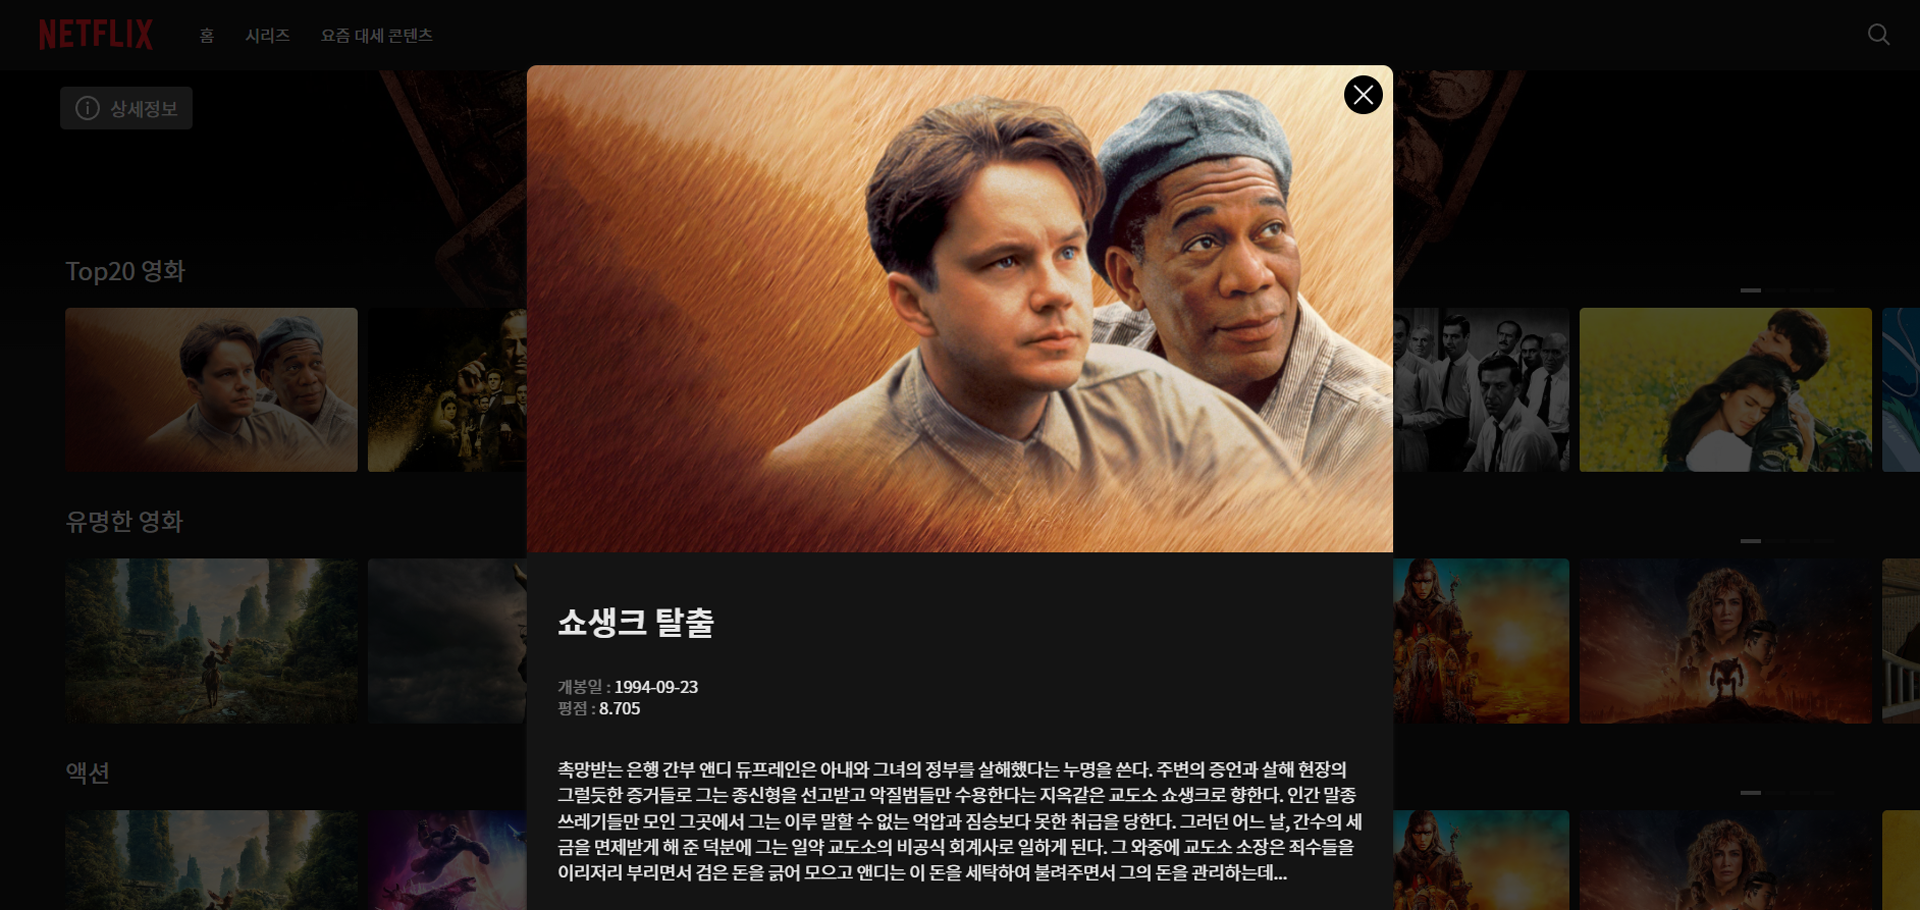 NETFLIX
홈
시리즈
요즘 대세 콘텐츠
상세정보
Top20 영화
유명한 영화
액션
쇼생크 탈출
개봉일 : 1994-09-23
평점 : 8.705
촉망받는 은행 간부 앤디 듀프레인은 아내와 그녀의 정부를 살해했다는 누명을 쓴다. 주변의 증언과 살해 현장의
그럴듯한 증거들로 그는 종신형을 선고받고 악질범들만 수용한다는 지옥같은 교도소 쇼생크로 향한다. 인간 말종
쓰레기들만 모인 그곳에서 그는 이루 말할 수 없는 억압과 짐승보다 못한 취급을 당한다. 그러던 어느 날, 간수의 세
금을 면제받게 해 준 덕분에 그는 일약 교도소의 비공식 회계사로 일하게 된다. 그 와중에 교도소 소장은 죄수들을
이리저리 부리면서 검은 돈을 긁어 모으고 앤디는 이 돈을 세탁하여 불려주면서 그의 돈을 관리하는데...